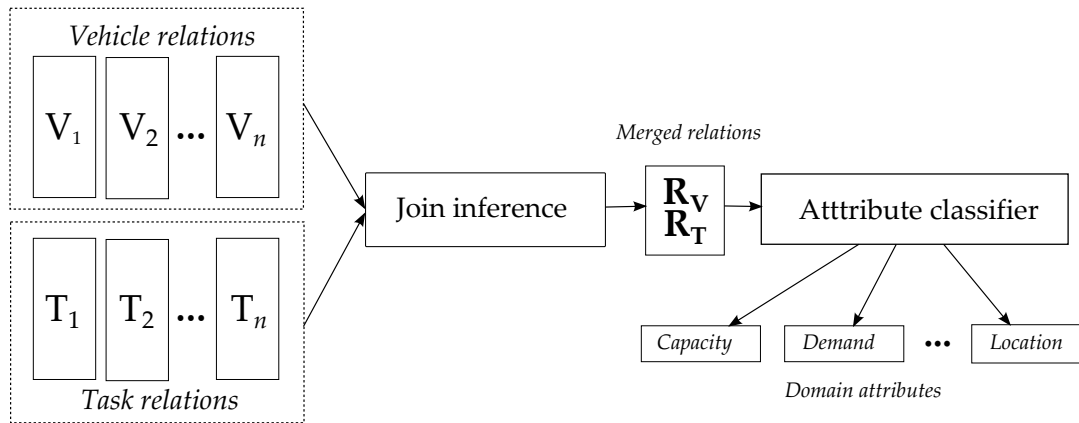 Vehicle relations
V1 V2 ... Vn
Task relations
T1 T2 ... Tn
Join inference
Merged relations
RV
RT
Atttribute classifier
Capacity Demand ... Location
Domain attributes